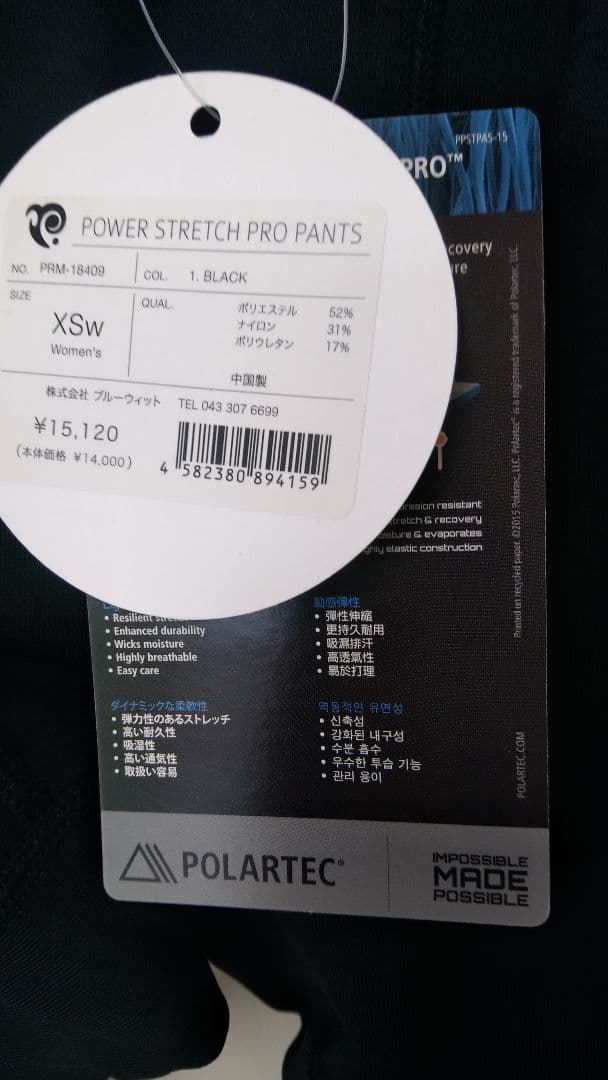 POWER STRETCH PRO PANTS
NO. PRM-18409
COL. 1. BLACK
SIZE
XSw
Women's
QUAL.
ポリエステル 52%
ナイロン 31%
ポリウレタン 17%
中国製
株式会社 ブルーウィット TEL 043 307 6699
¥15,120
(本体価格 ¥14,000)
4 582380 894159
PPSTPAS-15
PRO™
covery
re
resistant
& recovery
& evaporates
elastic construction
• Resilient
• Enhanced durability
• Wicks moisture
• Highly breathable
• Easy care
動感彈性
• 彈性伸縮
• 更持久耐用
• 吸濕排汗
• 高透氣性
• 易於打理
ダイナミックな柔軟性
• 弾力性のあるストレッチ
• 高い耐久性
• 吸湿性
• 高い通気性
• 取扱い容易
역동적인 유연성
• 신축성
• 강화된 내구성
• 수분 흡수
• 우수한 투습 기능
• 관리 용이
Printed on recycled paper ©2015 Polartec, LLC. Polartec® is a registered trademark of Polartec, LLC.
POLARTEC.COM
POLARTEC®
IMPOSSIBLE
MADE
POSSIBLE